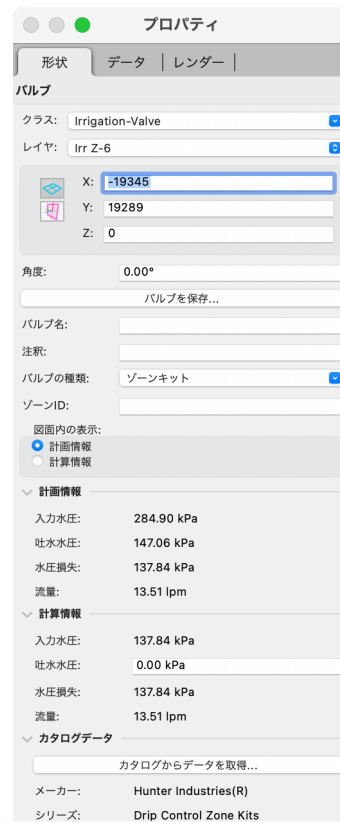 プロパティ
形状 データ レンダー
バルブ
クラス: Irrigation-Valve
レイヤ: Irr Z-6
X: -19345
Y: 19289
Z: 0
角度: 0.00°
バルブを保存...
バルブ名:
注釈:
バルブの種類: ゾーンキット
ゾーンID:
図面内の表示:
計画情報
計算情報
計画情報
入力水圧: 284.90 kPa
吐水水圧: 147.06 kPa
水圧損失: 137.84 kPa
流量: 13.51 lpm
計算情報
入力水圧: 137.84 kPa
吐水水圧: 0.00 kPa
水圧損失: 137.84 kPa
流量: 13.51 lpm
カタログデータ
カタログからデータを取得...
メーカー: Hunter Industries(R)
シリーズ: Drip Control Zone Kits